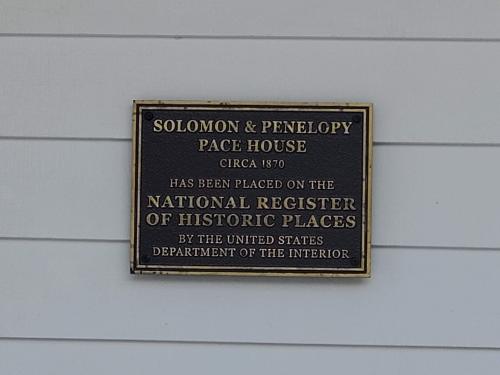 SOLOMON & PENELOPY
PACE HOUSE
CIRCA 1870
HAS BEEN PLACED ON THE
NATIONAL REGISTER
OF HISTORIC PLACES
BY THE UNITED STATES
DEPARTMENT OF THE INTERIOR